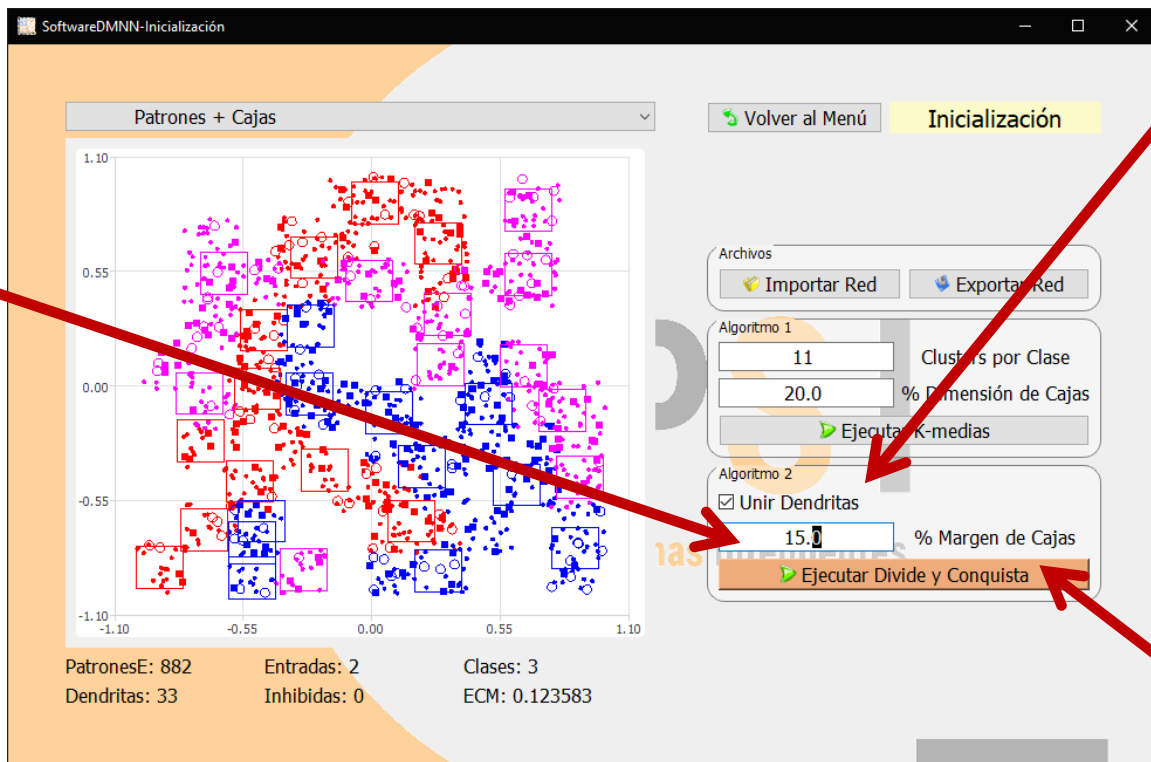 SoftwareDMNN-Inicialización
Patrones + Cajas
Volver al Menú
Inicialización
1.10
0.55
0.00
-0.55
-1.10
-1.10 -0.55 0.00 0.55 1.10
PatronesE: 882 Entradas: 2 Clases: 3
Dendritas: 33 Inhibidas: 0 ECM: 0.123583
Archivos
Importar Red
Exportar Red
Algoritmo 1
11 Clusters por Clase
20.0 % Dimensión de Cajas
Ejecutar K-medias
Algoritmo 2
Unir Dendritas
15.0 % Margen de Cajas
Ejecutar Divide y Conquista